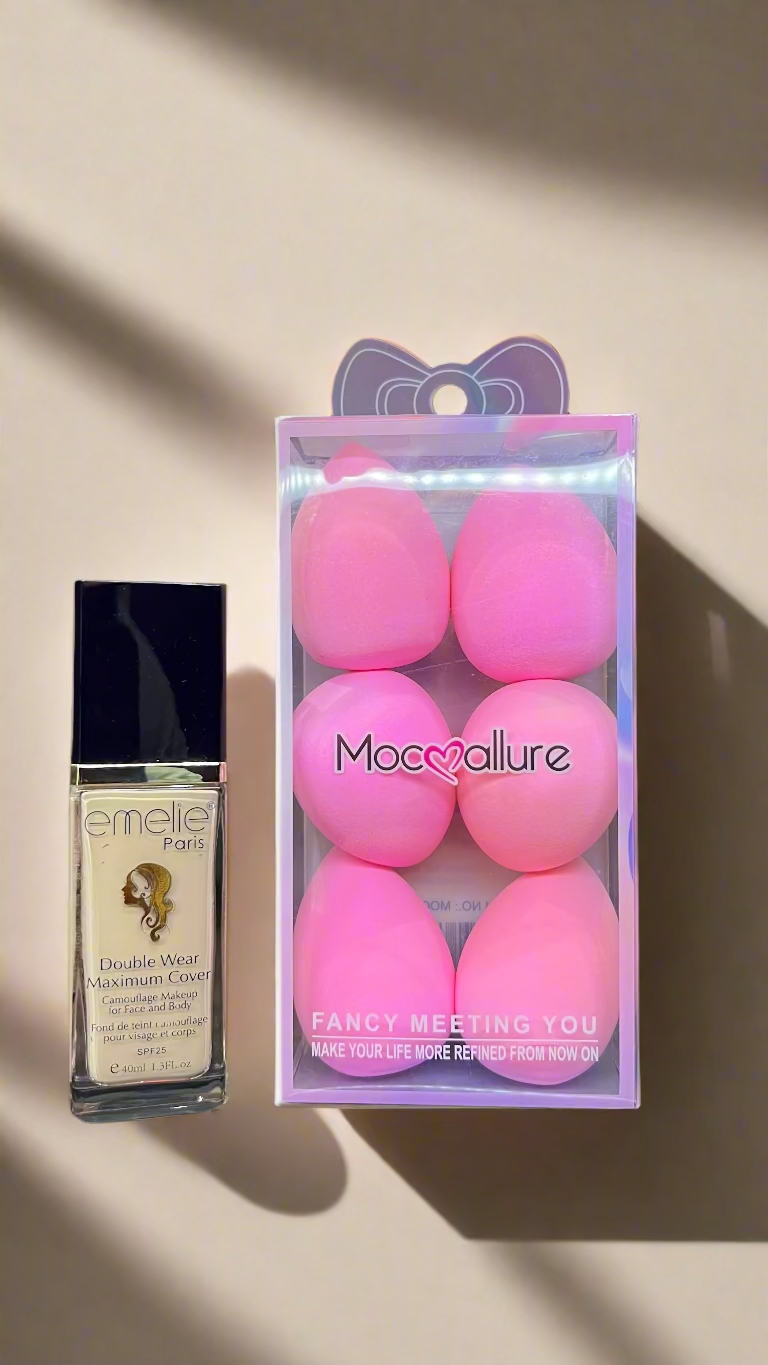 emelie®
Paris
Double Wear
Maximum Cover
Camouflage Makeup
for Face and Body
Fond de teint camouflage
pour visage et corps
SPF25
e 40ml 1.3FL.oz
Mocallure
FANCY MEETING YOU
MAKE YOUR LIFE MORE REFINED FROM NOW ON